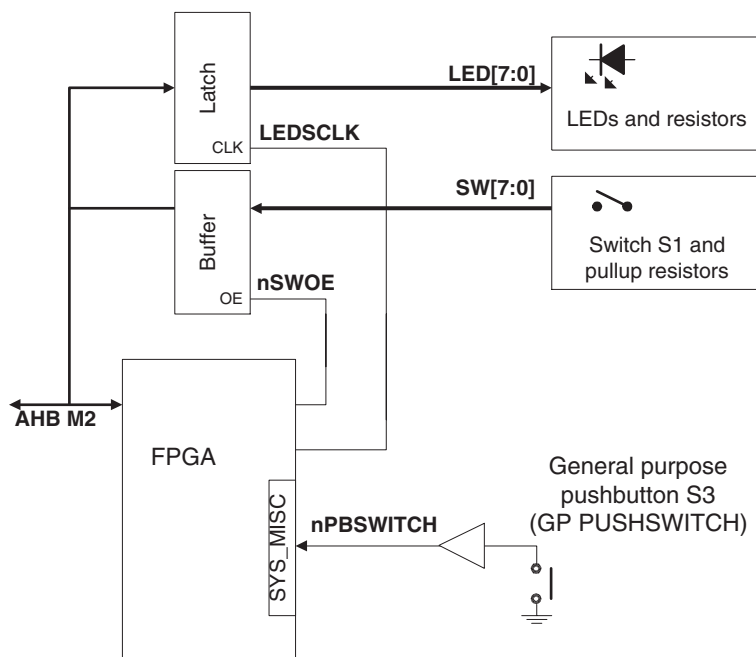 Latch
CLK
LED[7:0]
LEDs and resistors
LEDSCLK
Buffer
OE
SW[7:0]
Switch S1 and
pullup resistors
nSWOE
AHB M2
FPGA
SYS_MISC
nPBSWITCH
General purpose
pushbutton S3
(GP PUSHSWITCH)